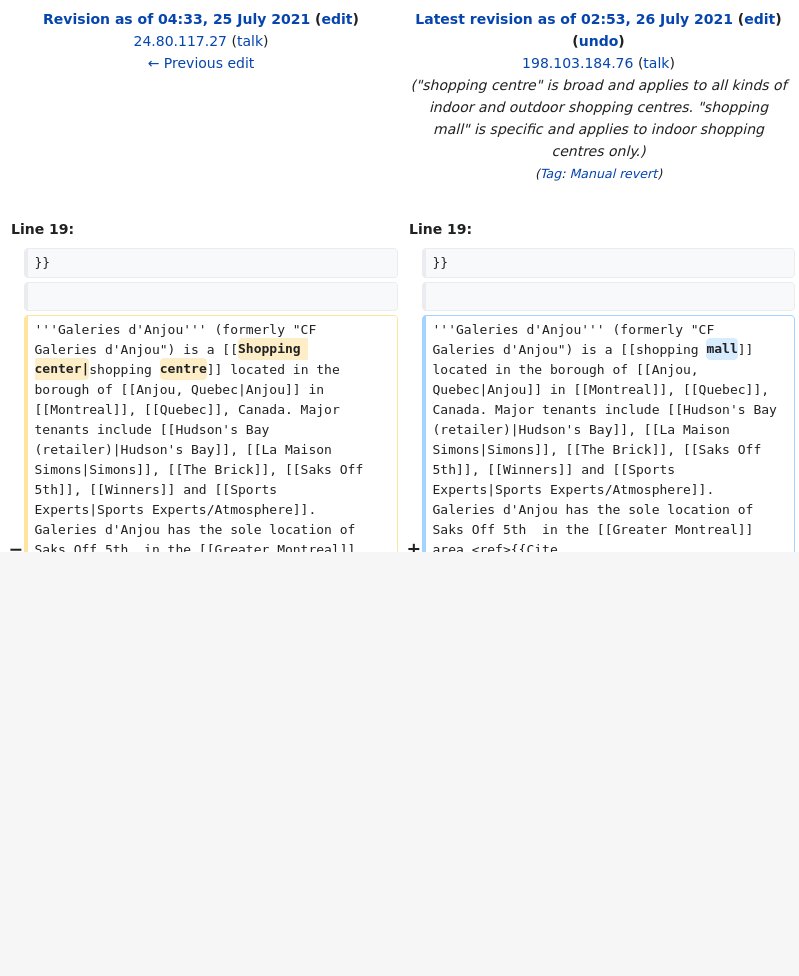 Revision as of 04:33, 25 July 2021 (edit)
24.80.117.27 (talk)
← Previous edit
Latest revision as of 02:53, 26 July 2021 (edit)
(undo)
198.103.184.76 (talk)
("shopping centre" is broad and applies to all kinds of
indoor and outdoor shopping centres. "shopping
mall" is specific and applies to indoor shopping
centres only.)
(Tag: Manual revert)
Line 19:
}}
'''Galeries d'Anjou''' (formerly "CF
Galeries d'Anjou") is a [[Shopping
center|shopping centre]] located in the
borough of [[Anjou, Quebec|Anjou]] in
[[Montreal]], [[Quebec]], Canada. Major
tenants include [[Hudson's Bay
(retailer)|Hudson's Bay]], [[La Maison
Simons|Simons]], [[The Brick]], [[Saks Off
5th]], [[Winners]] and [[Sports
Experts|Sports Experts/Atmosphere]].
Galeries d'Anjou has the sole location of
− Saks Off 5th  in the [[Greater Montreal]]
Line 19:
}}
'''Galeries d'Anjou''' (formerly "CF
Galeries d'Anjou") is a [[shopping mall]]
located in the borough of [[Anjou,
Quebec|Anjou]] in [[Montreal]], [[Quebec]],
Canada. Major tenants include [[Hudson's Bay
(retailer)|Hudson's Bay]], [[La Maison
Simons|Simons]], [[The Brick]], [[Saks Off
5th]], [[Winners]] and [[Sports
Experts|Sports Experts/Atmosphere]].
Galeries d'Anjou has the sole location of
Saks Off 5th  in the [[Greater Montreal]]
+ area.<ref>{{Cite